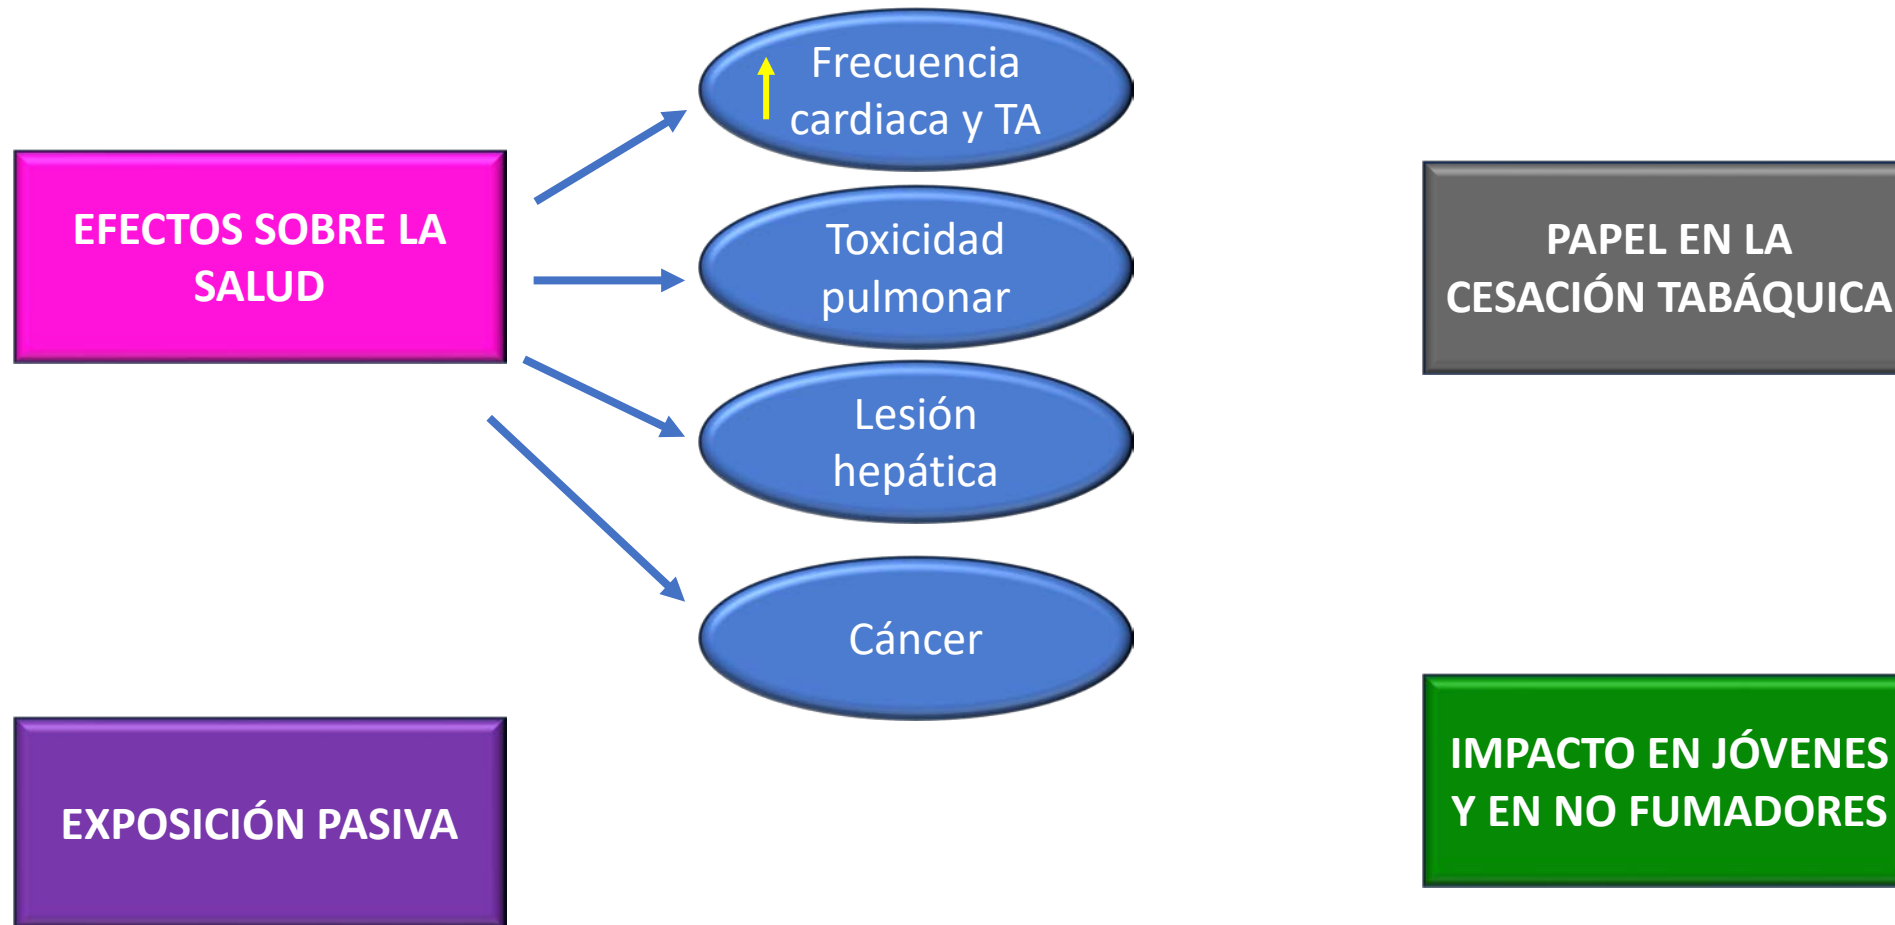 EFECTOS SOBRE LA
SALUD
Frecuencia
cardiaca y TA
Toxicidad
pulmonar
Lesión
hepática
Cáncer
EXPOSICIÓN PASIVA
PAPEL EN LA
CESACIÓN TABÁQUICA
IMPACTO EN JÓVENES
Y EN NO FUMADORES